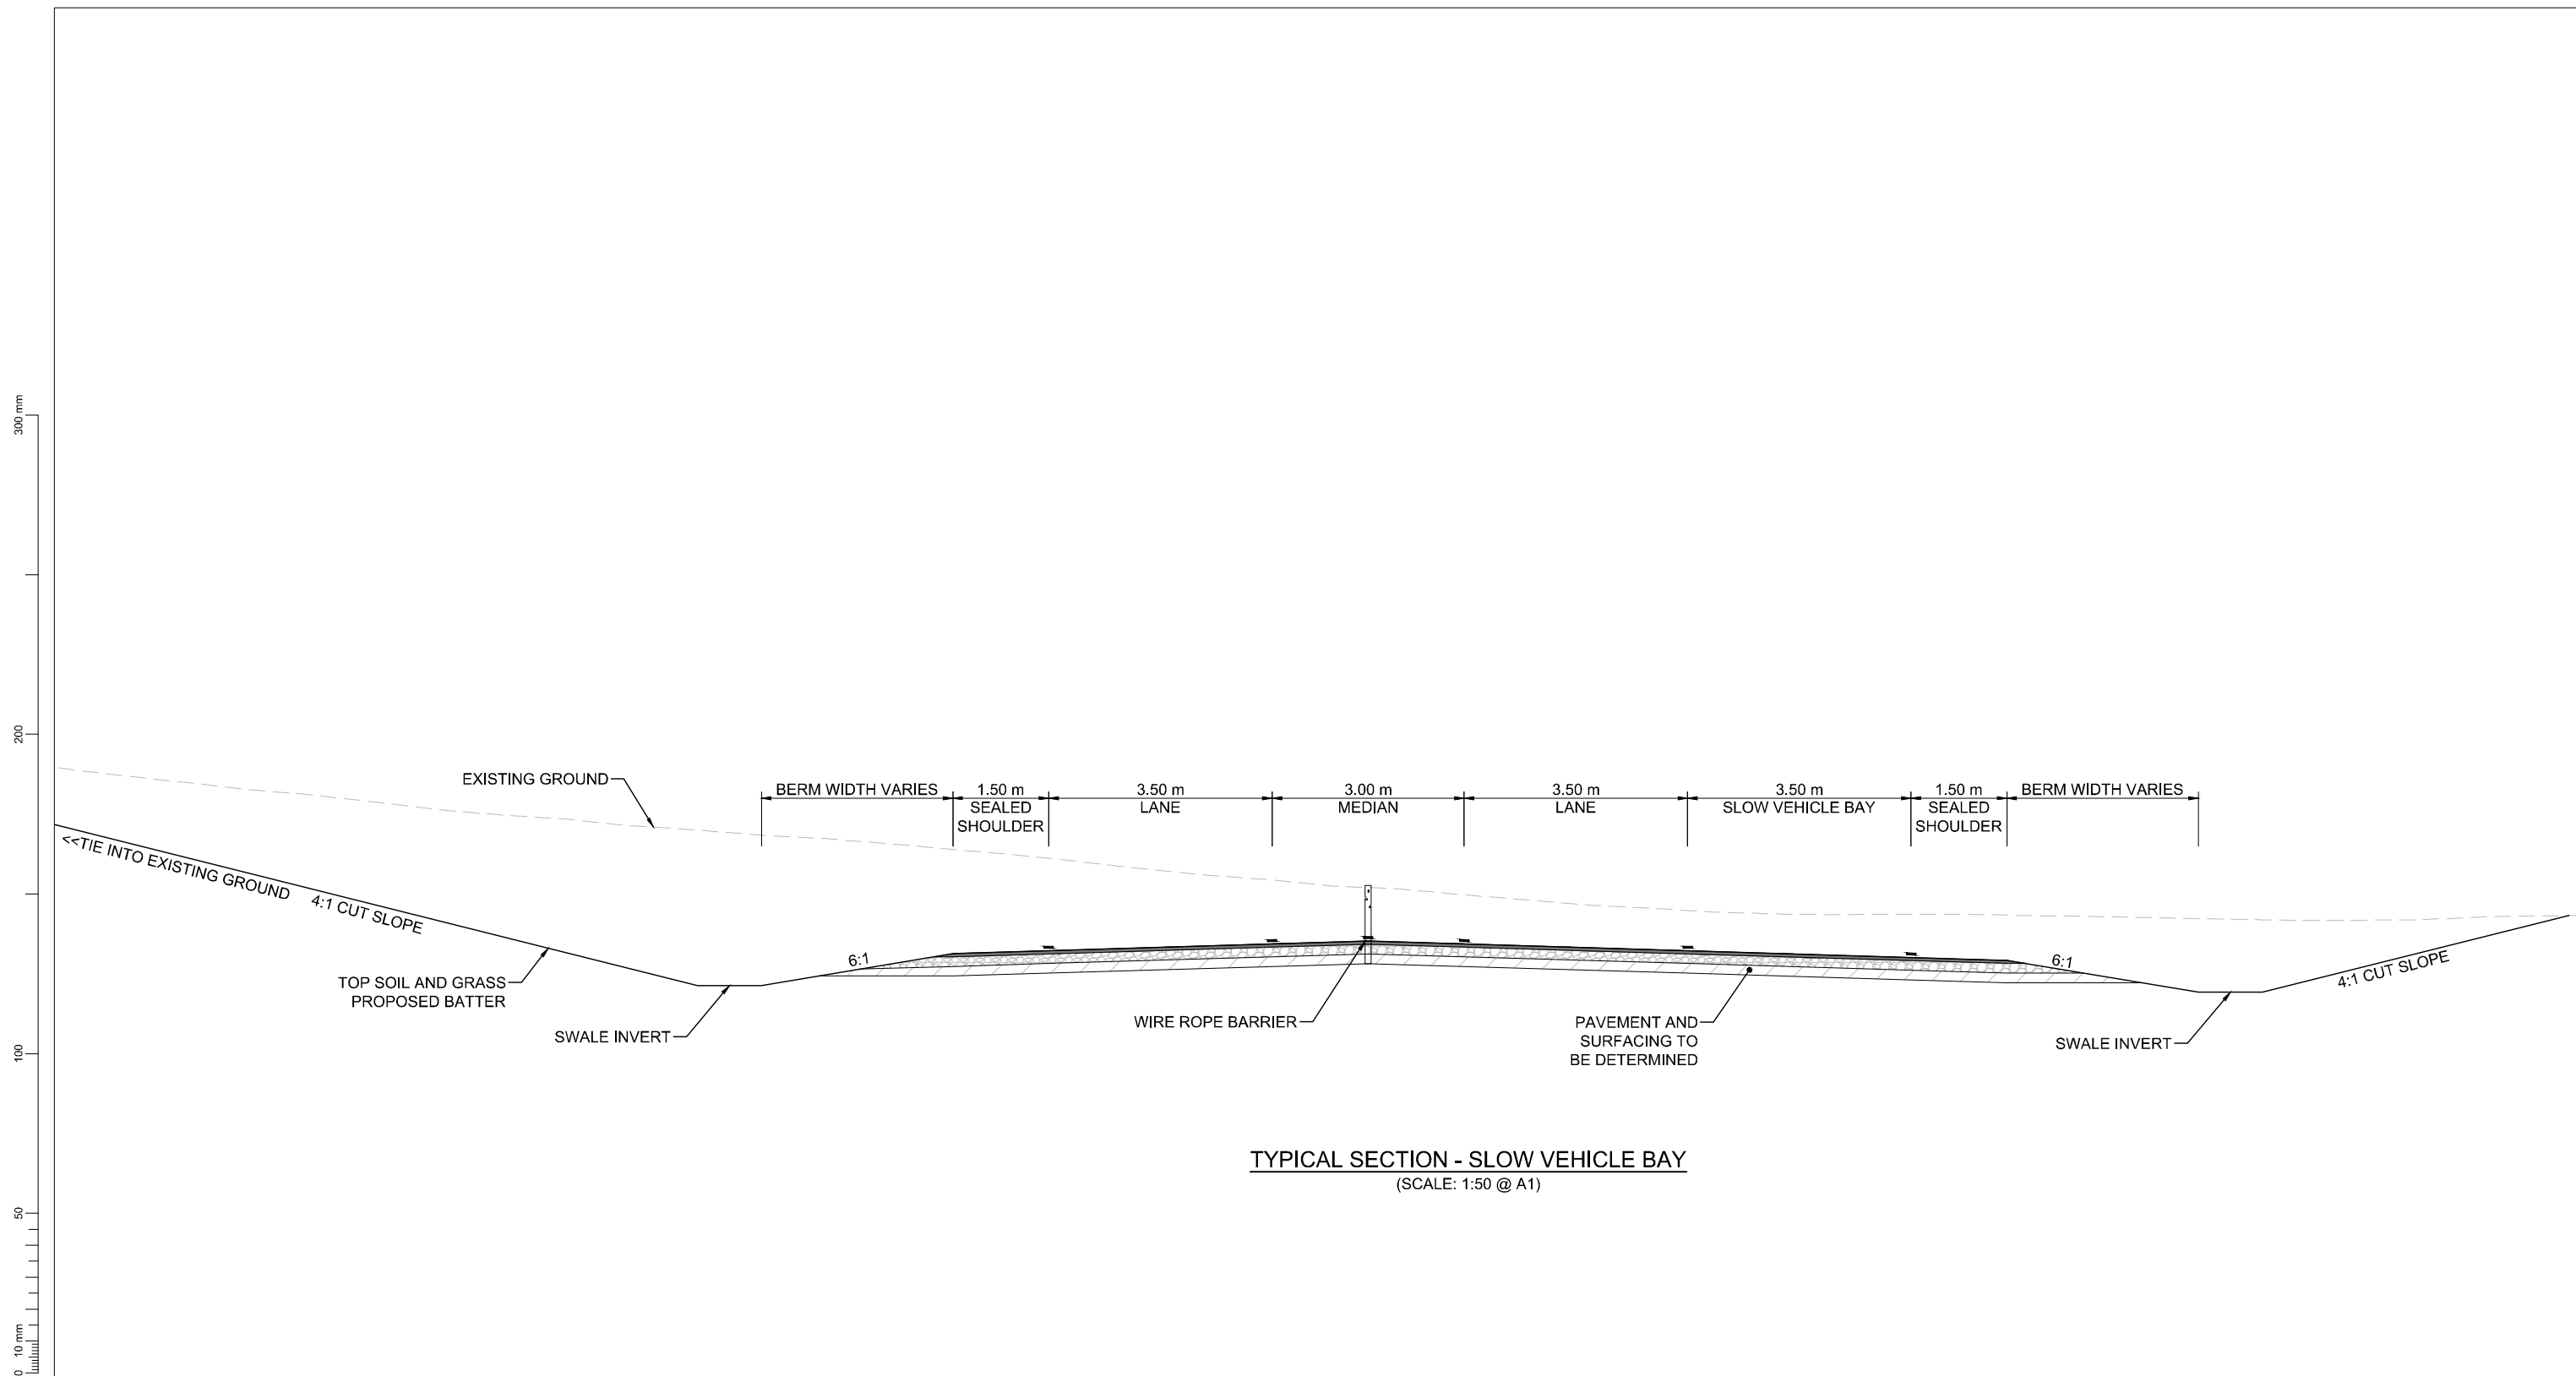 300 mm
200
100
50
10 mm
0
EXISTING GROUND
BERM WIDTH VARIES
1.50 m
SEALED
SHOULDER
3.50 m
LANE
3.00 m
MEDIAN
3.50 m
LANE
3.50 m
SLOW VEHICLE BAY
1.50 m
SEALED
SHOULDER
BERM WIDTH VARIES
<<TIE INTO EXISTING GROUND
4:1 CUT SLOPE
TOP SOIL AND GRASS
PROPOSED BATTER
SWALE INVERT
6:1
WIRE ROPE BARRIER
PAVEMENT AND
SURFACING TO
BE DETERMINED
6:1
4:1 CUT SLOPE
SWALE INVERT
TYPICAL SECTION - SLOW VEHICLE BAY
(SCALE: 1:50 @ A1)